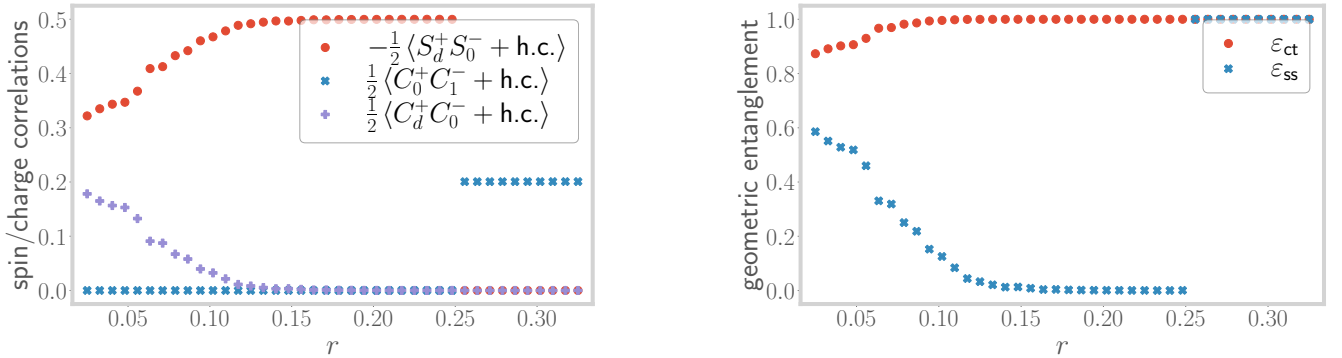 spin/charge correlations
0.5
0.4
0.3
0.2
0.1
0.0
−½⟨S_d^+ S_0^− + h.c.⟩
½⟨C_0^+ C_1^− + h.c.⟩
½⟨C_d^+ C_0^− + h.c.⟩
0.05 0.10 0.15 0.20 0.25 0.30
r
geometric entanglement
1.0
0.8
0.6
0.4
0.2
0.0
ε_ct
ε_ss
0.05 0.10 0.15 0.20 0.25 0.30
r